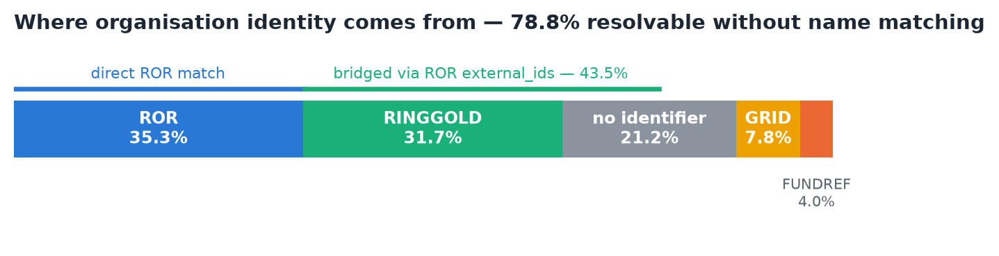 Where organisation identity comes from — 78.8% resolvable without name matching
direct ROR match
bridged via ROR external_ids — 43.5%
ROR
35.3%
RINGGOLD
31.7%
no identifier
21.2%
GRID
7.8%
FUNDREF
4.0%